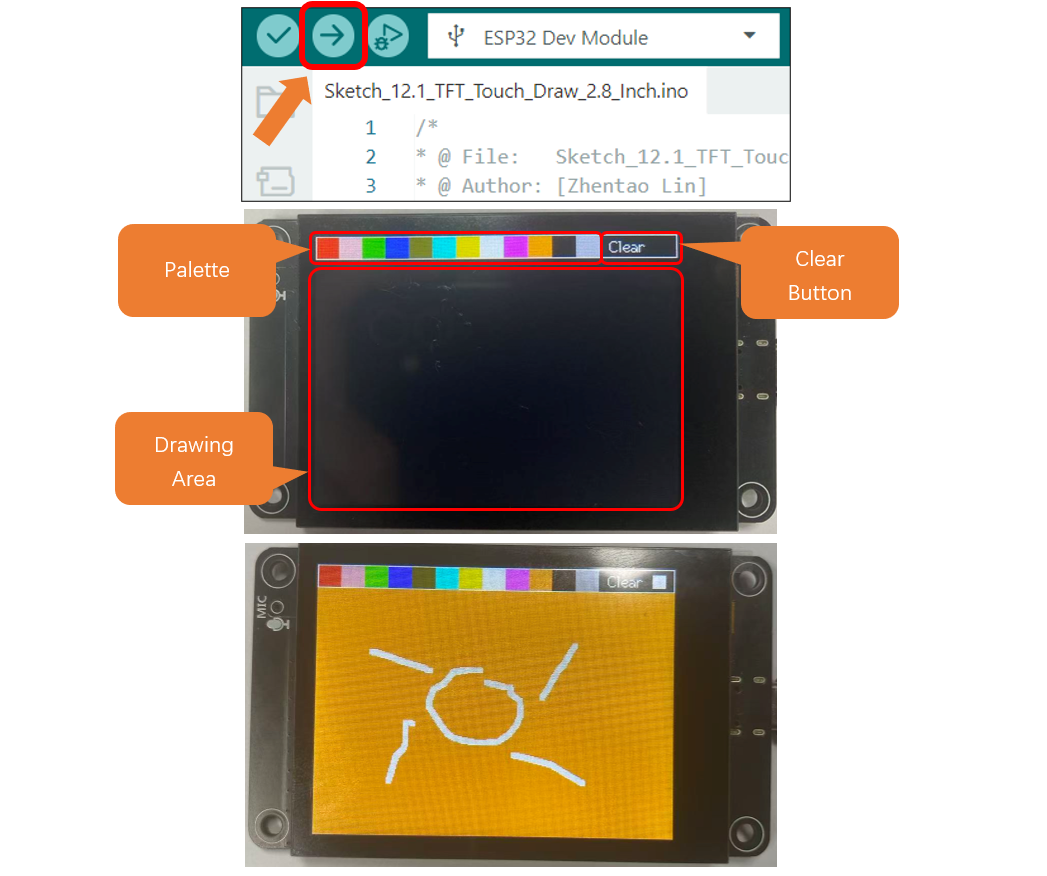 ESP32 Dev Module
Sketch_12.1_TFT_Touch_Draw_2.8_Inch.ino
1 /*
2 * @ File: Sketch_12.1_TFT_Touc
3 * @ Author: [Zhentao Lin]
Palette
Clear
Clear
Button
Drawing
Area
Clear
MIC